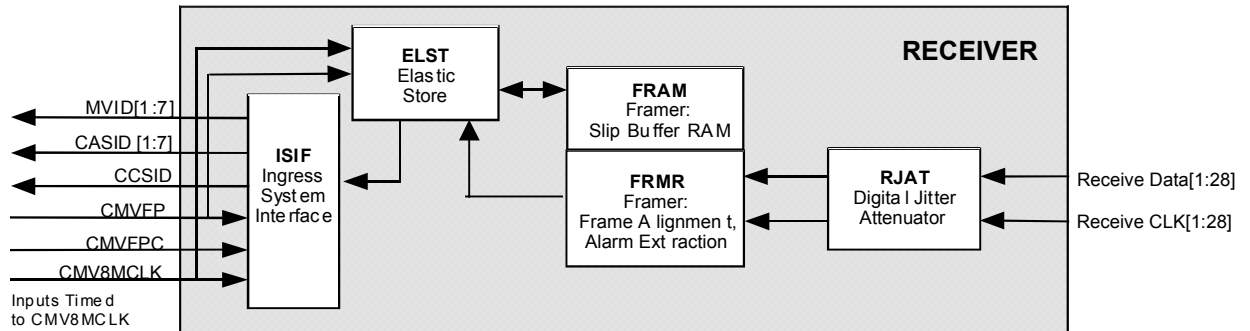 RECEIVER
ELST
Elastic
Store
FRAM
Framer:
Slip Buffer RAM
MVID[1:7]
CASID [1:7]
CCSID
CMVFP
CMVFPC
CMV8MCLK
Inputs Timed
to CMV8MCLK
ISIF
Ingress
System
Interface
FRMR
Framer:
Frame Alignment,
Alarm Extraction
RJAT
Digital Jitter
Attenuator
Receive Data[1:28]
Receive CLK[1:28]